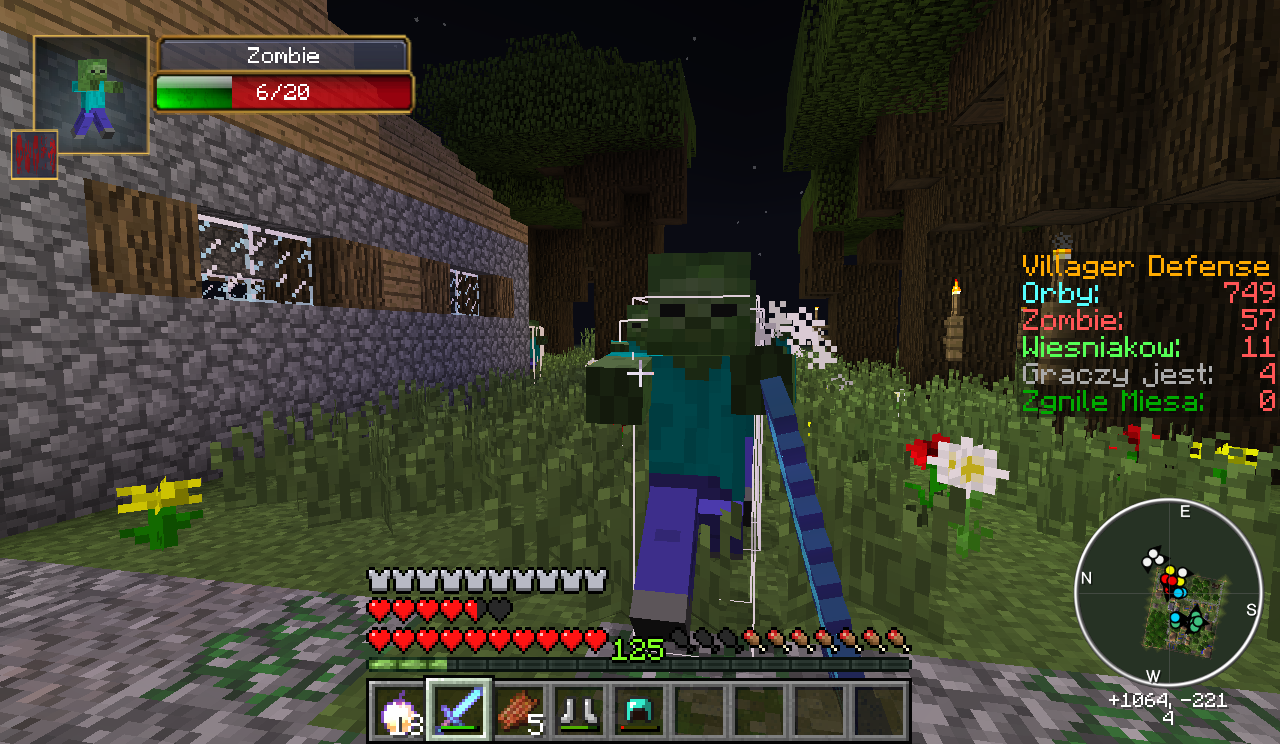 Zombie
6/20
Villager Defense
Orby: 749
Zombie: 57
Wiesniakow: 11
Graczy jest: 4
Zgnile Miesa: 0
E
N
S
W
+1064, -221
4
125
18
5